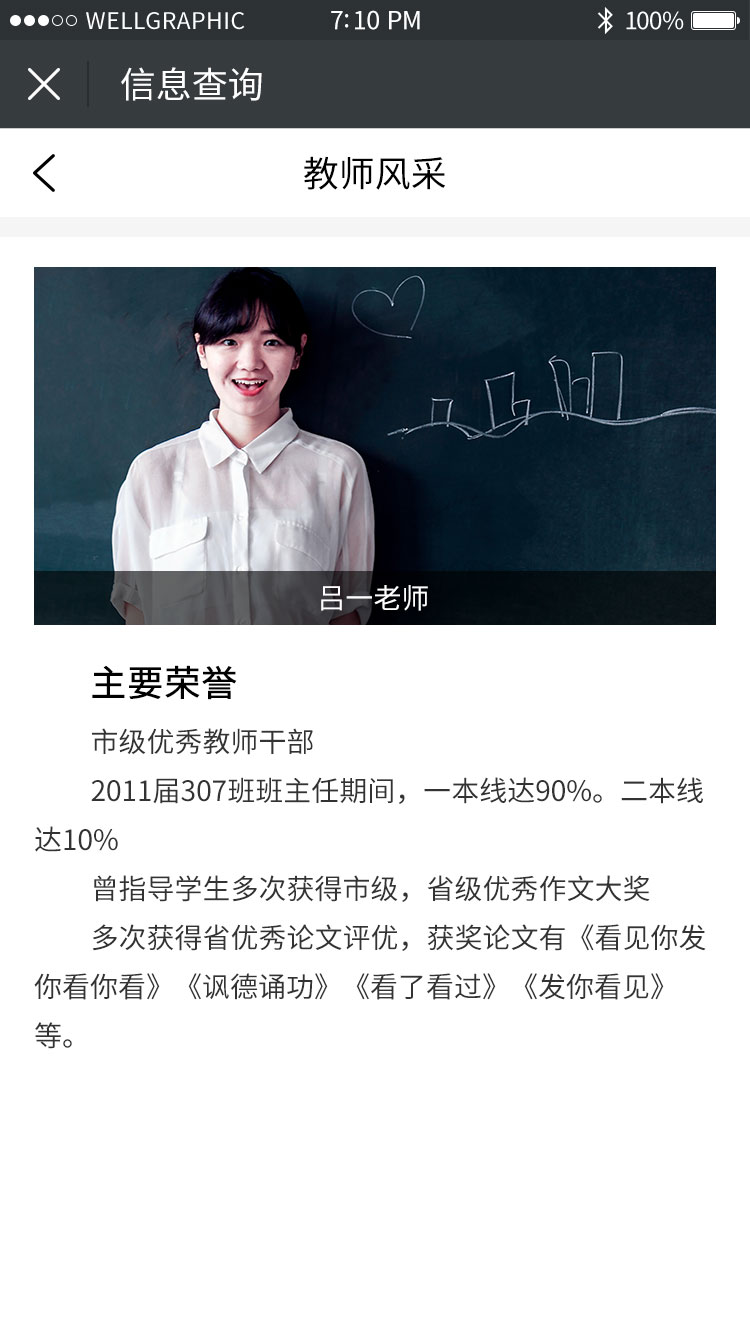 WELLGRAPHIC 7:10 PM 100%
信息查询
教师风采
吕一老师
主要荣誉
市级优秀教师干部
2011届307班班主任期间，一本线达90%。二本线
达10%
曾指导学生多次获得市级，省级优秀作文大奖
多次获得省优秀论文评优，获奖论文有《看见你发
你看你看》《讽德诵功》《看了看过》《发你看见》
等。